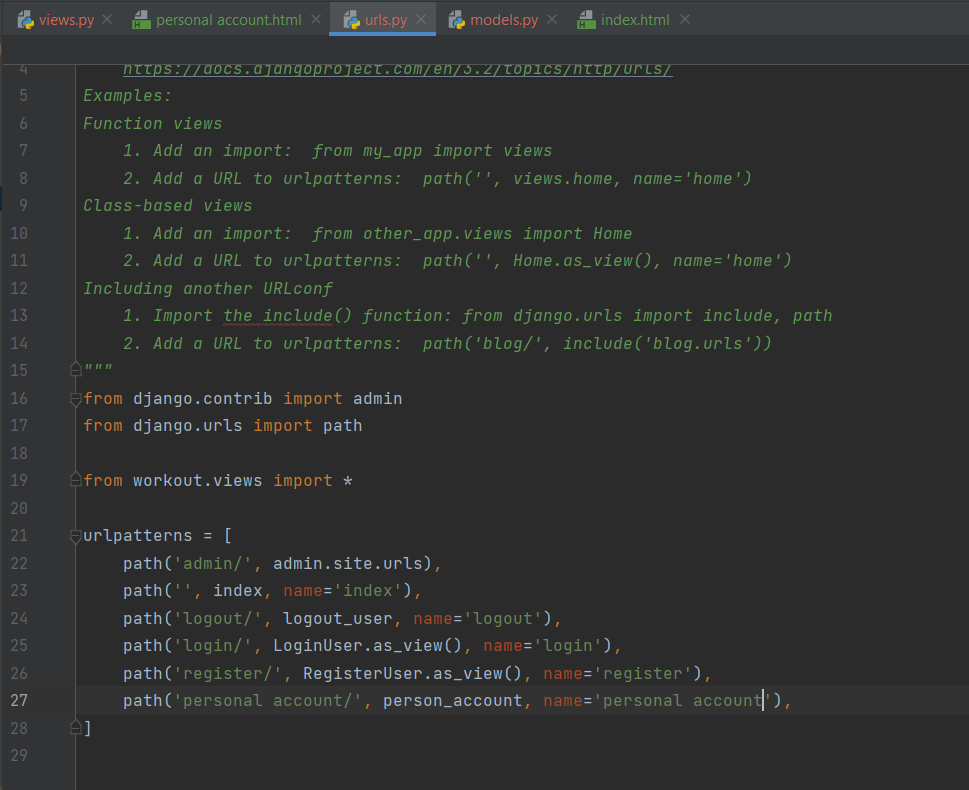 views.py personal account.html urls.py models.py index.html
4 https://docs.djangoproject.com/en/3.2/topics/http/urls/
5 Examples:
6 Function views
7 1. Add an import:  from my_app import views
8 2. Add a URL to urlpatterns:  path('', views.home, name='home')
9 Class-based views
10 1. Add an import:  from other_app.views import Home
11 2. Add a URL to urlpatterns:  path('', Home.as_view(), name='home')
12 Including another URLconf
13 1. Import the include() function: from django.urls import include, path
14 2. Add a URL to urlpatterns:  path('blog/', include('blog.urls'))
15 """
16 from django.contrib import admin
17 from django.urls import path
18
19 from workout.views import *
20
21 urlpatterns = [
22 path('admin/', admin.site.urls),
23 path('', index, name='index'),
24 path('logout/', logout_user, name='logout'),
25 path('login/', LoginUser.as_view(), name='login'),
26 path('register/', RegisterUser.as_view(), name='register'),
27 path('personal account/', person_account, name='personal account'),
28 ]
29